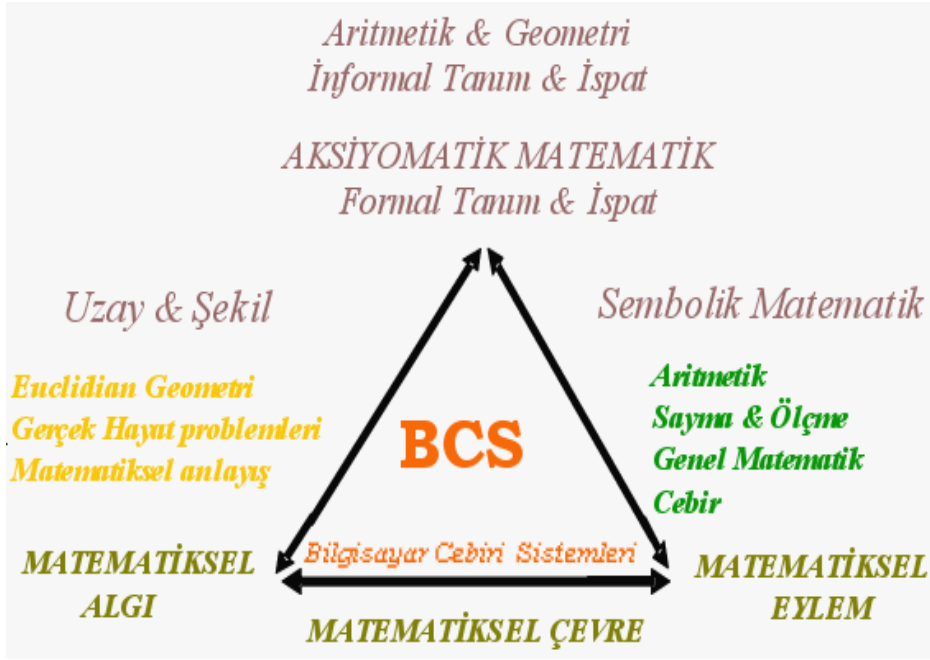 Aritmetik & Geometri
İnformal Tanım & İspat
AKSİYOMATİK MATEMATİK
Formal Tanım & İspat
Uzay & Şekil
Sembolik Matematik
Euclidian Geometri
Gerçek Hayat problemleri
Matematiksel anlayış
Aritmetik
Sayma & Ölçme
Genel Matematik
Cebir
BCS
Bilgisayar Cebiri Sistemleri
MATEMATİKSEL
ALGI
MATEMATİKSEL
EYLEM
MATEMATİKSEL ÇEVRE